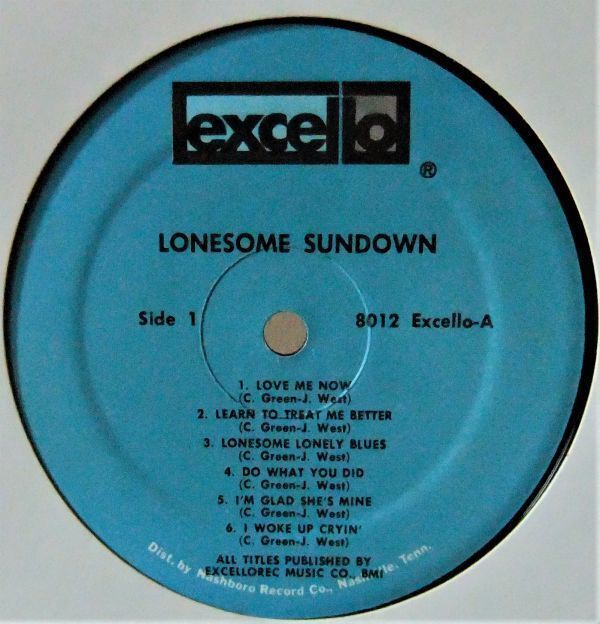 excello
®
LONESOME SUNDOWN
Side 1
8012 Excello-A
1. LOVE ME NOW
(C. Green-J. West)
2. LEARN TO TREAT ME BETTER
(C. Green-J. West)
3. LONESOME LONELY BLUES
(C. Green-J. West)
4. DO WHAT YOU DID
(C. Green-J. West)
5. I'M GLAD SHE'S MINE
(C. Green-J. West)
6. I WOKE UP CRYIN'
(C. Green-J. West)
ALL TITLES PUBLISHED BY
EXCELLOREC MUSIC CO., BMI
Dist. by Nashboro Record Co., Nashville, Tenn.